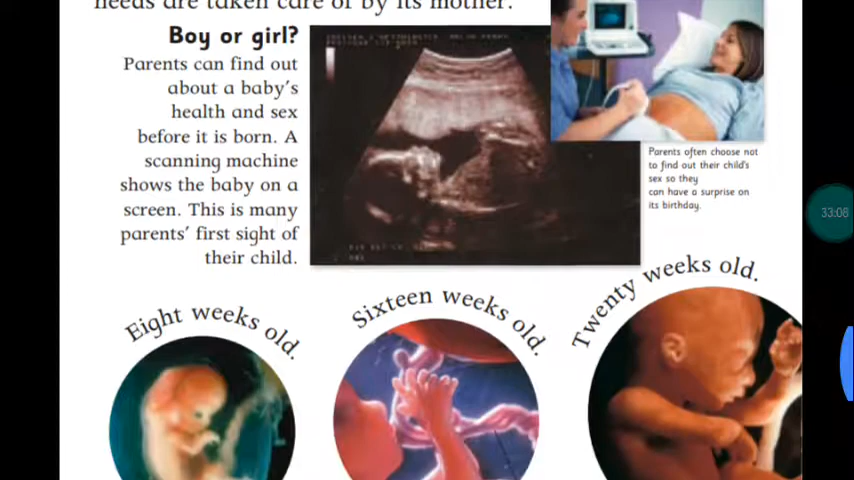 needs are taken care of by its mother.
Boy or girl?
Parents can find out
about a baby's
health and sex
before it is born. A
scanning machine
shows the baby on a
screen. This is many
parents' first sight of
their child.
Parents often choose not
to find out their child's
sex so they
can have a surprise on
its birthday.
Eight weeks old.
Sixteen weeks old.
Twenty weeks old.
33:08